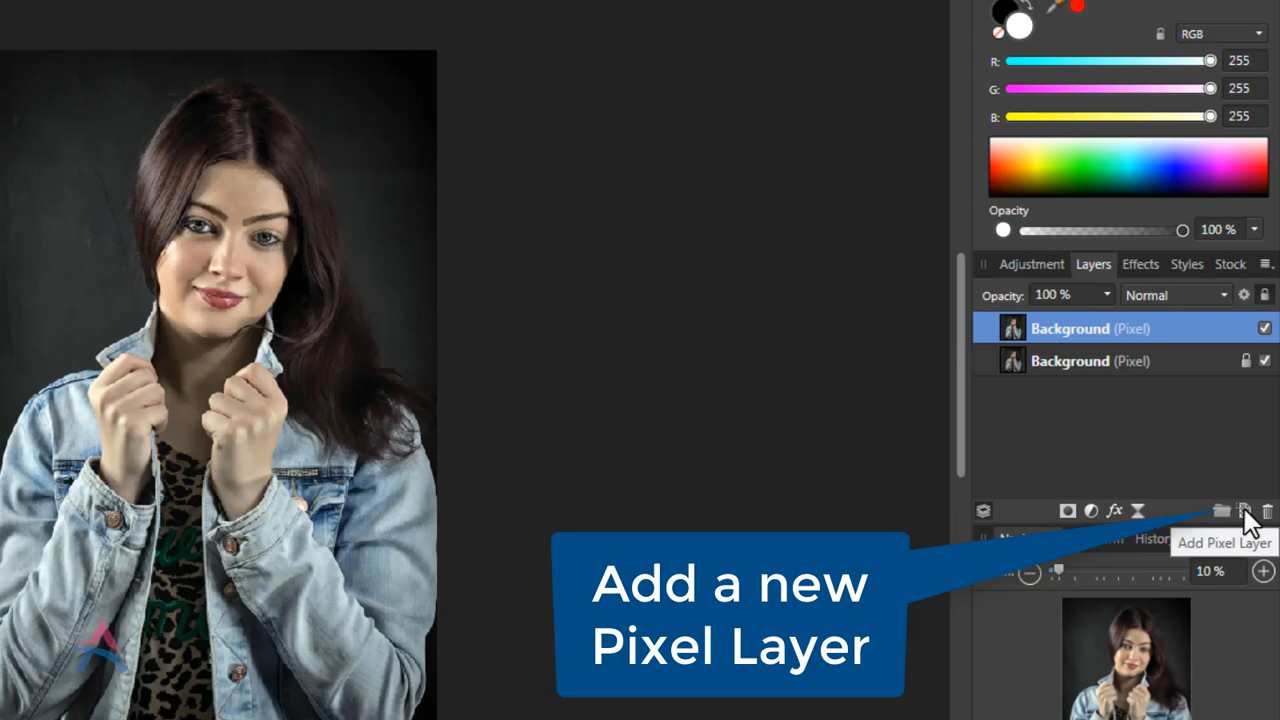 RGB
R: 255
G: 255
B: 255
Opacity
100 %
Adjustment Layers Effects Styles Stock
Opacity: 100 % Normal
Background (Pixel)
Background (Pixel)
fx
Add Pixel Layer
10 %
Add a new
Pixel Layer